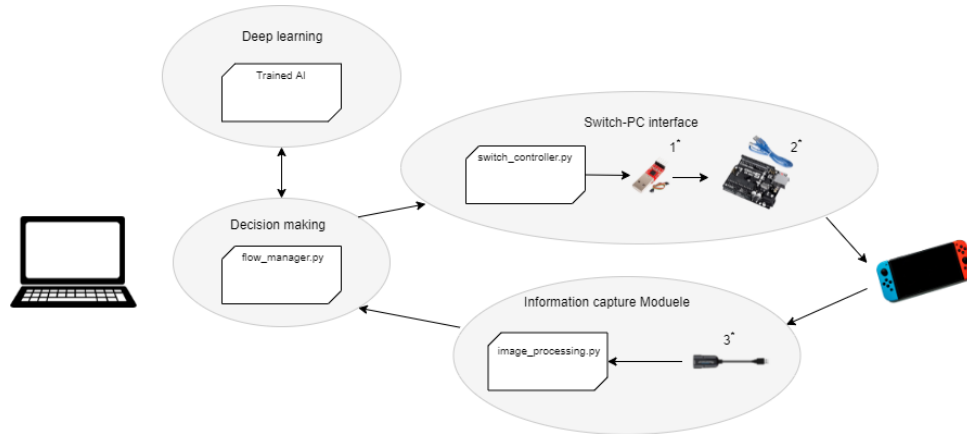 Deep learning
Trained AI
Switch-PC interface
switch_controller.py
1*
2*
Decision making
flow_manager.py
Information capture Moduele
image_processing.py
3*